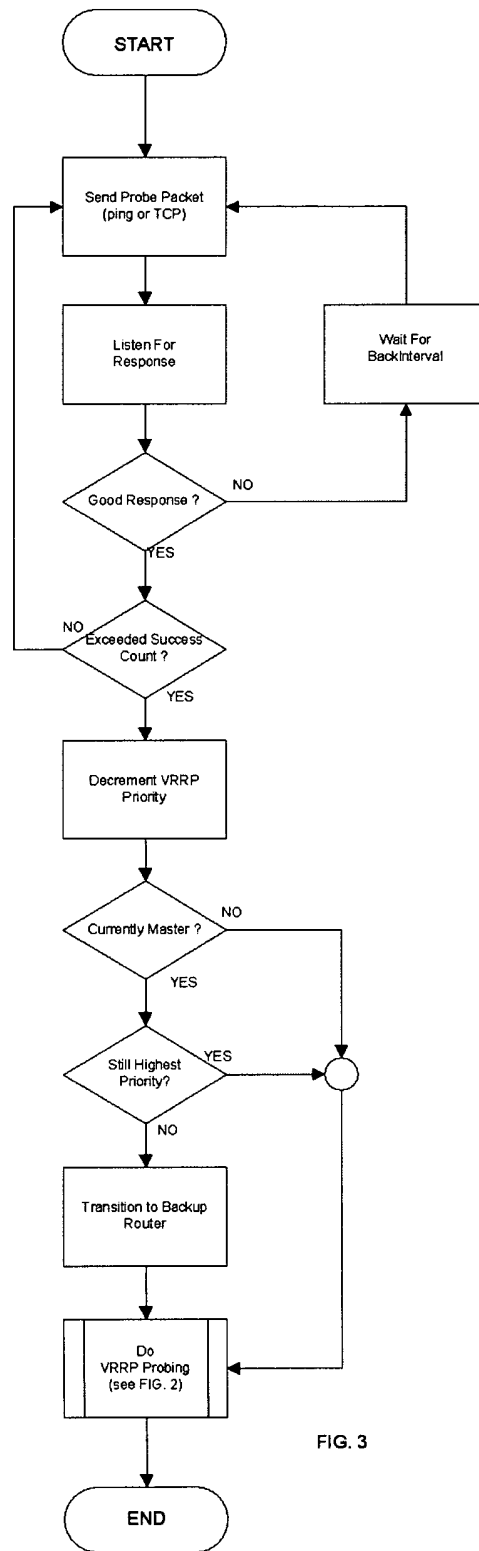 START
Send Probe Packet
(ping or TCP)
Listen For
Response
Wait For
BackInterval
Good Response ?
NO
YES
NO
Exceeded Success
Count ?
YES
Decrement VRRP
Priority
Currently Master ?
NO
YES
Still Highest
Priority?
YES
NO
Transition to Backup
Router
Do
VRRP Probing
(see FIG. 2)
FIG. 3
END